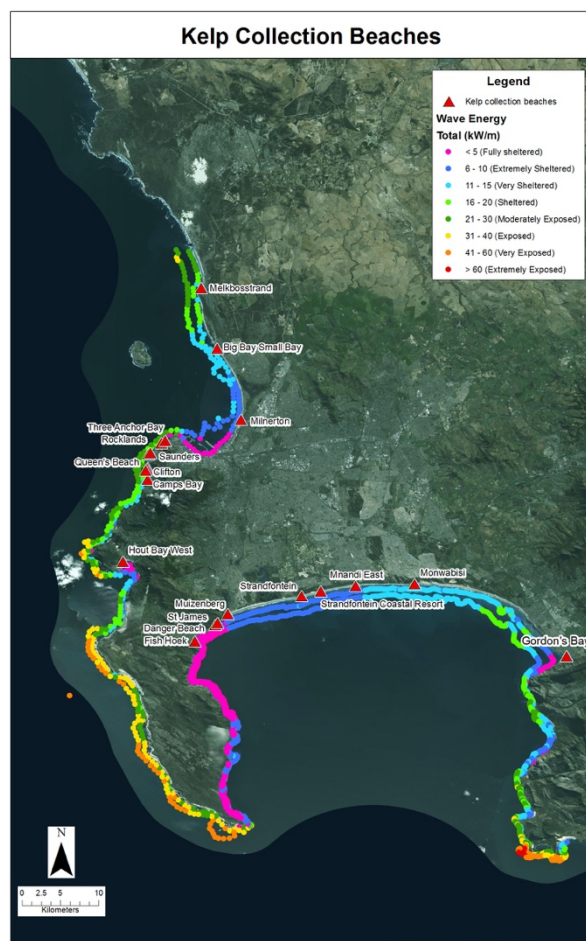 Kelp Collection Beaches
Legend
Kelp collection beaches
Wave Energy
Total (kW/m)
< 5 (Fully sheltered)
6 - 10 (Extremely Sheltered)
11 - 15 (Very Sheltered)
16 - 20 (Sheltered)
21 - 30 (Moderately Exposed)
31 - 40 (Exposed)
41 - 60 (Very Exposed)
> 60 (Extremely Exposed)
Melkbosstrand
Big Bay Small Bay
Milnerton
Three Anchor Bay
Rocklands
Saunders
Queen's Beach
Clifton
Camps Bay
Hout Bay West
Mnandi East
Monwabisi
Strandfontein
Strandfontein Coastal Resort
Muizenberg
St James
Danger Beach
Fish Hoek
Gordon's Bay
N
0 2.5 5 10
Kilometers